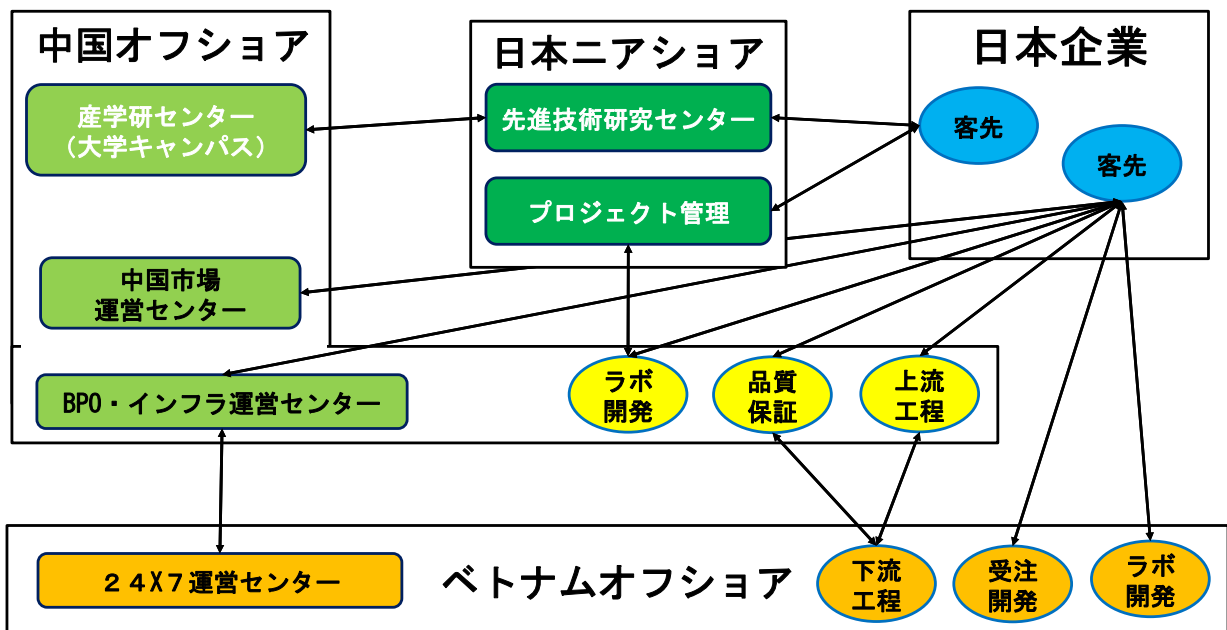 中国オフショア
産学研センター
（大学キャンパス）
中国市場
運営センター
BPO・インフラ運営センター
日本ニアショア
先進技術研究センター
プロジェクト管理
日本企業
客先
客先
ラボ
開発
品質
保証
上流
工程
２４X７運営センター
ベトナムオフショア
下流
工程
受注
開発
ラボ
開発